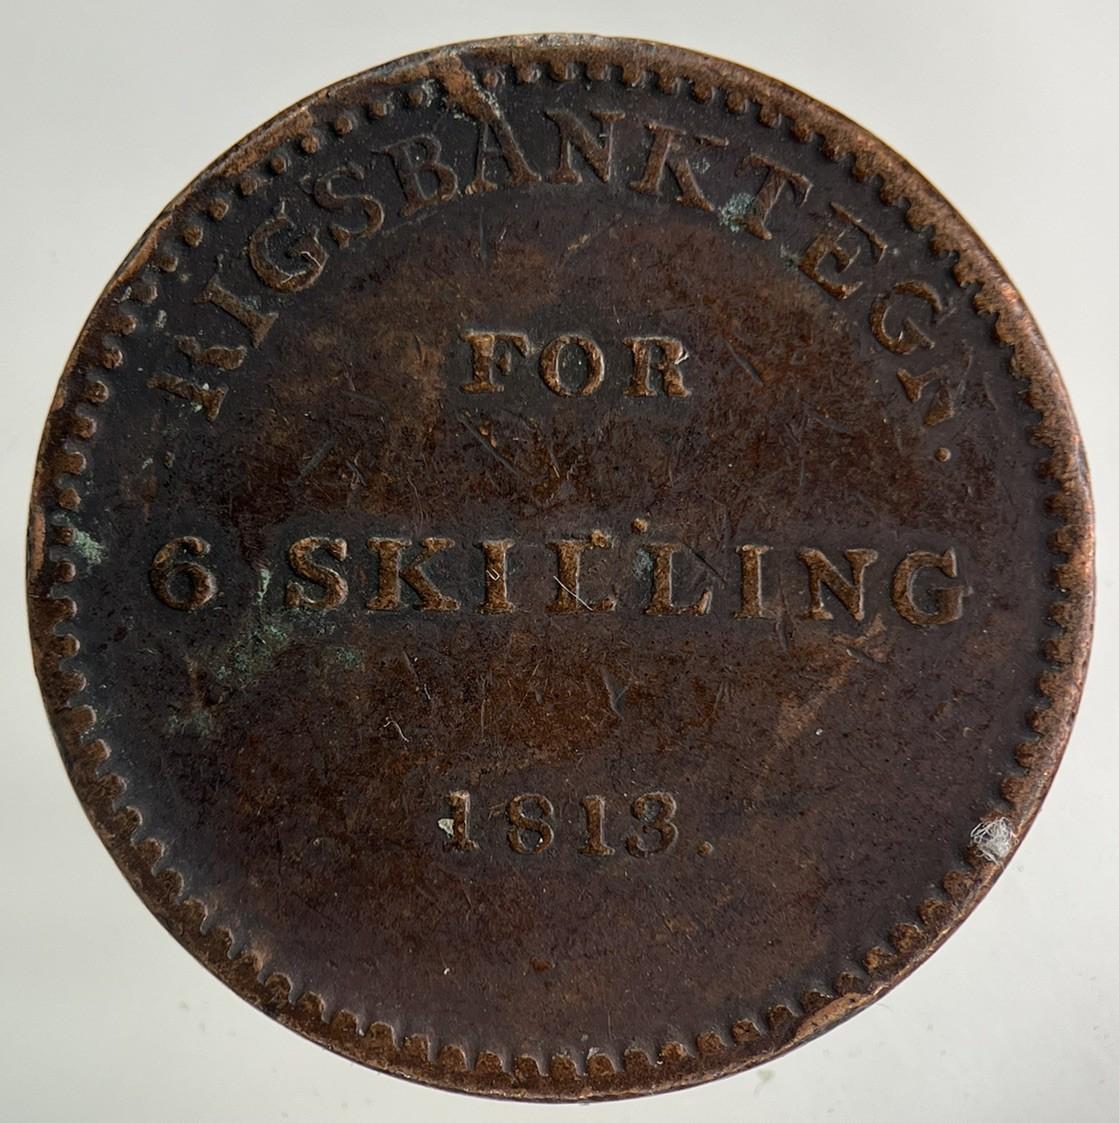 RIGSBANKTEGN.
FOR
6 SKILLING
1813.